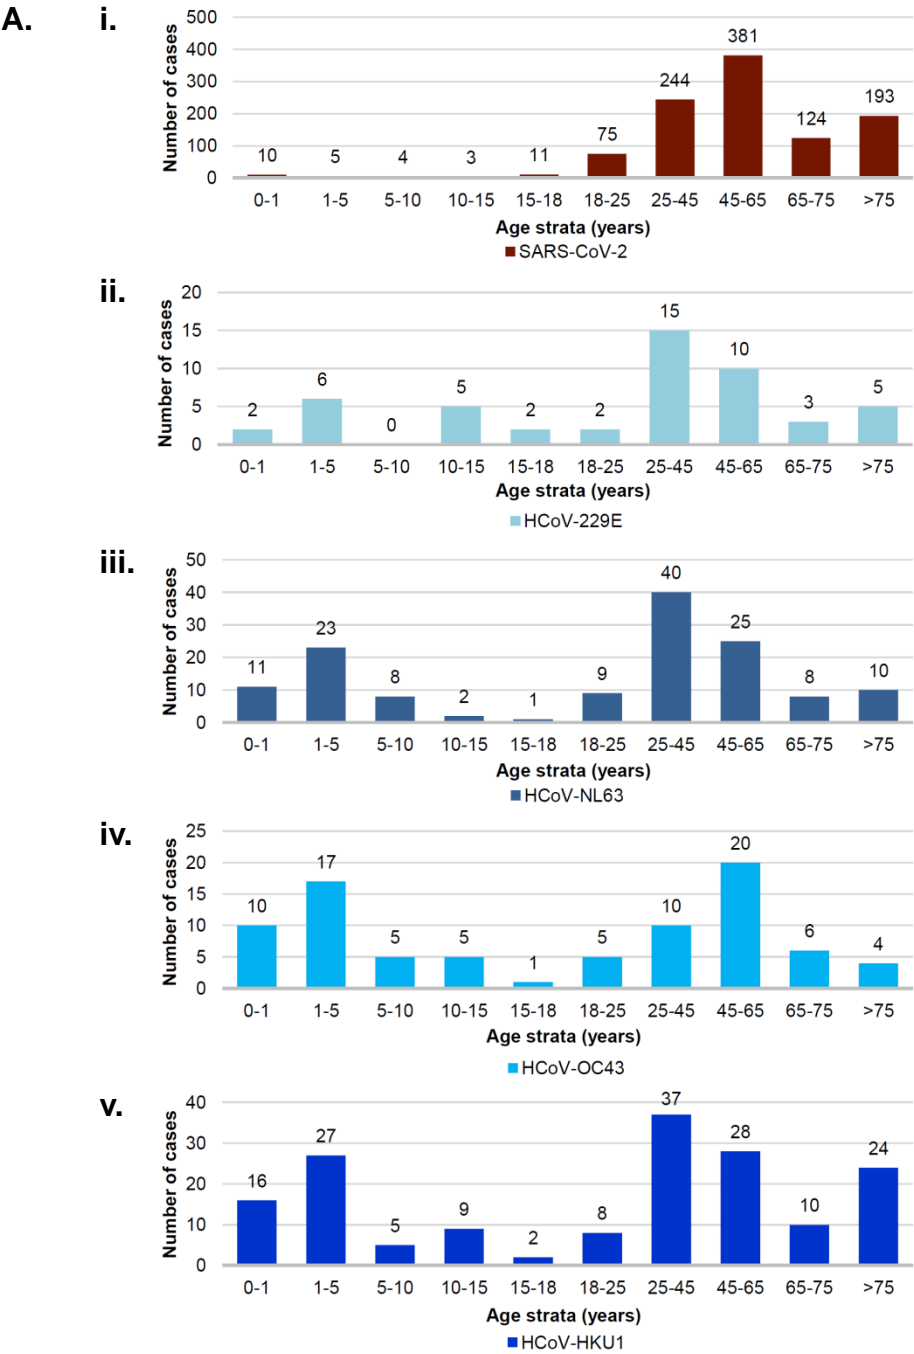 A. i.
Number of cases
500
400
300
200
100
0
10 5 4 3 11 75 244 381 124 193
0-1 1-5 5-10 10-15 15-18 18-25 25-45 45-65 65-75 >75
Age strata (years)
SARS-CoV-2
ii.
Number of cases
20
15
10
5
0
2 6 0 5 2 2 15 10 3 5
0-1 1-5 5-10 10-15 15-18 18-25 25-45 45-65 65-75 >75
Age strata (years)
HCoV-229E
iii.
Number of cases
50
40
30
20
10
0
11 23 8 2 1 9 40 25 8 10
0-1 1-5 5-10 10-15 15-18 18-25 25-45 45-65 65-75 >75
Age strata (years)
HCoV-NL63
iv.
Number of cases
25
20
15
10
5
0
10 17 5 5 1 5 10 20 6 4
0-1 1-5 5-10 10-15 15-18 18-25 25-45 45-65 65-75 >75
Age strata (years)
HCoV-OC43
v.
Number of cases
40
30
20
10
0
16 27 5 9 2 8 37 28 10 24
0-1 1-5 5-10 10-15 15-18 18-25 25-45 45-65 65-75 >75
Age strata (years)
HCoV-HKU1